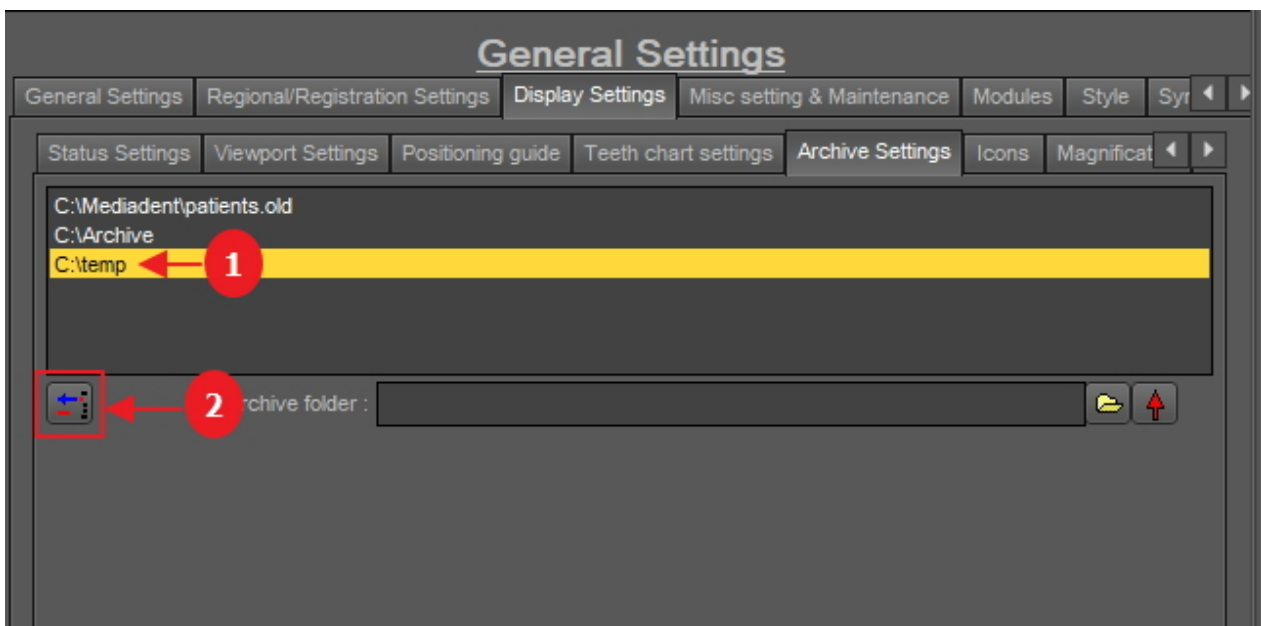 General Settings
General Settings Regional/Registration Settings Display Settings Misc setting & Maintenance Modules Style
Status Settings Viewport Settings Positioning guide Teeth chart settings Archive Settings Icons
C:\Mediadent\patients.old
C:\Archive
C:\temp 1
2 rchive folder :